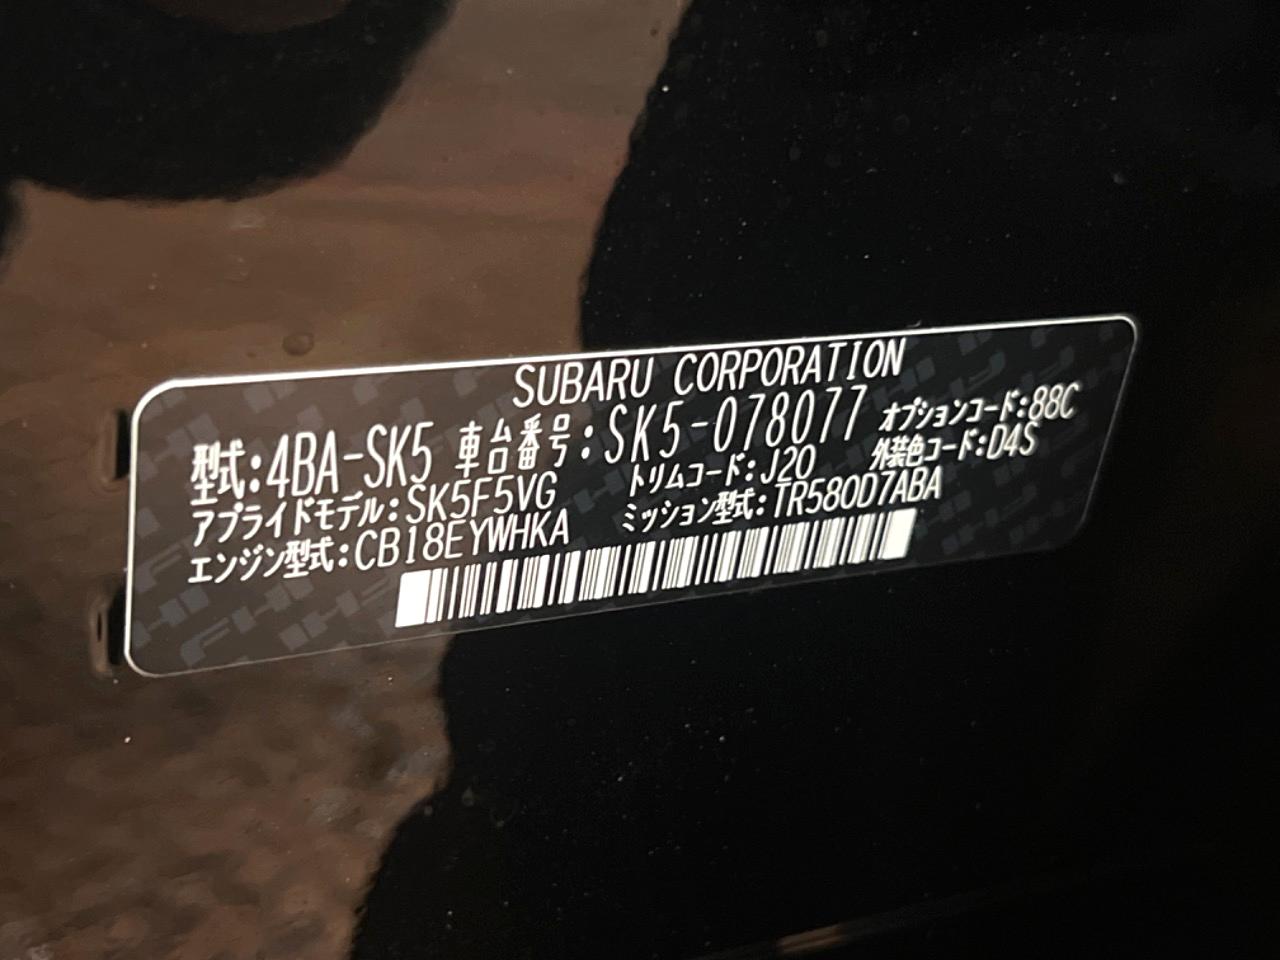 SUBARU CORPORATION
型式:4BA-SK5 車台番号:SK5-078077 オプションコード:88C
アプライドモデル:SK5F5VG トリムコード:J20 外装色コード:D4S
エンジン型式:CB18EYWHKA ミッション型式:TR580D7ABA